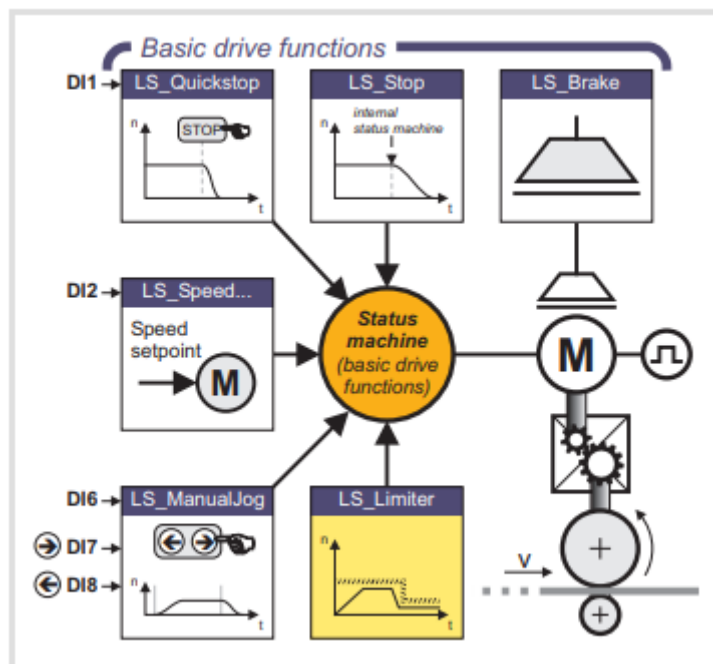 Basic drive functions
DI1
LS_Quickstop
LS_Stop
LS_Brake
n
STOP
t
n
internal
status machine
t
DI2
LS_Speed...
Speed
setpoint
M
Status
machine
(basic drive
functions)
M
DI6
LS_ManualJog
LS_Limiter
DI7
DI8
t
n
t
V